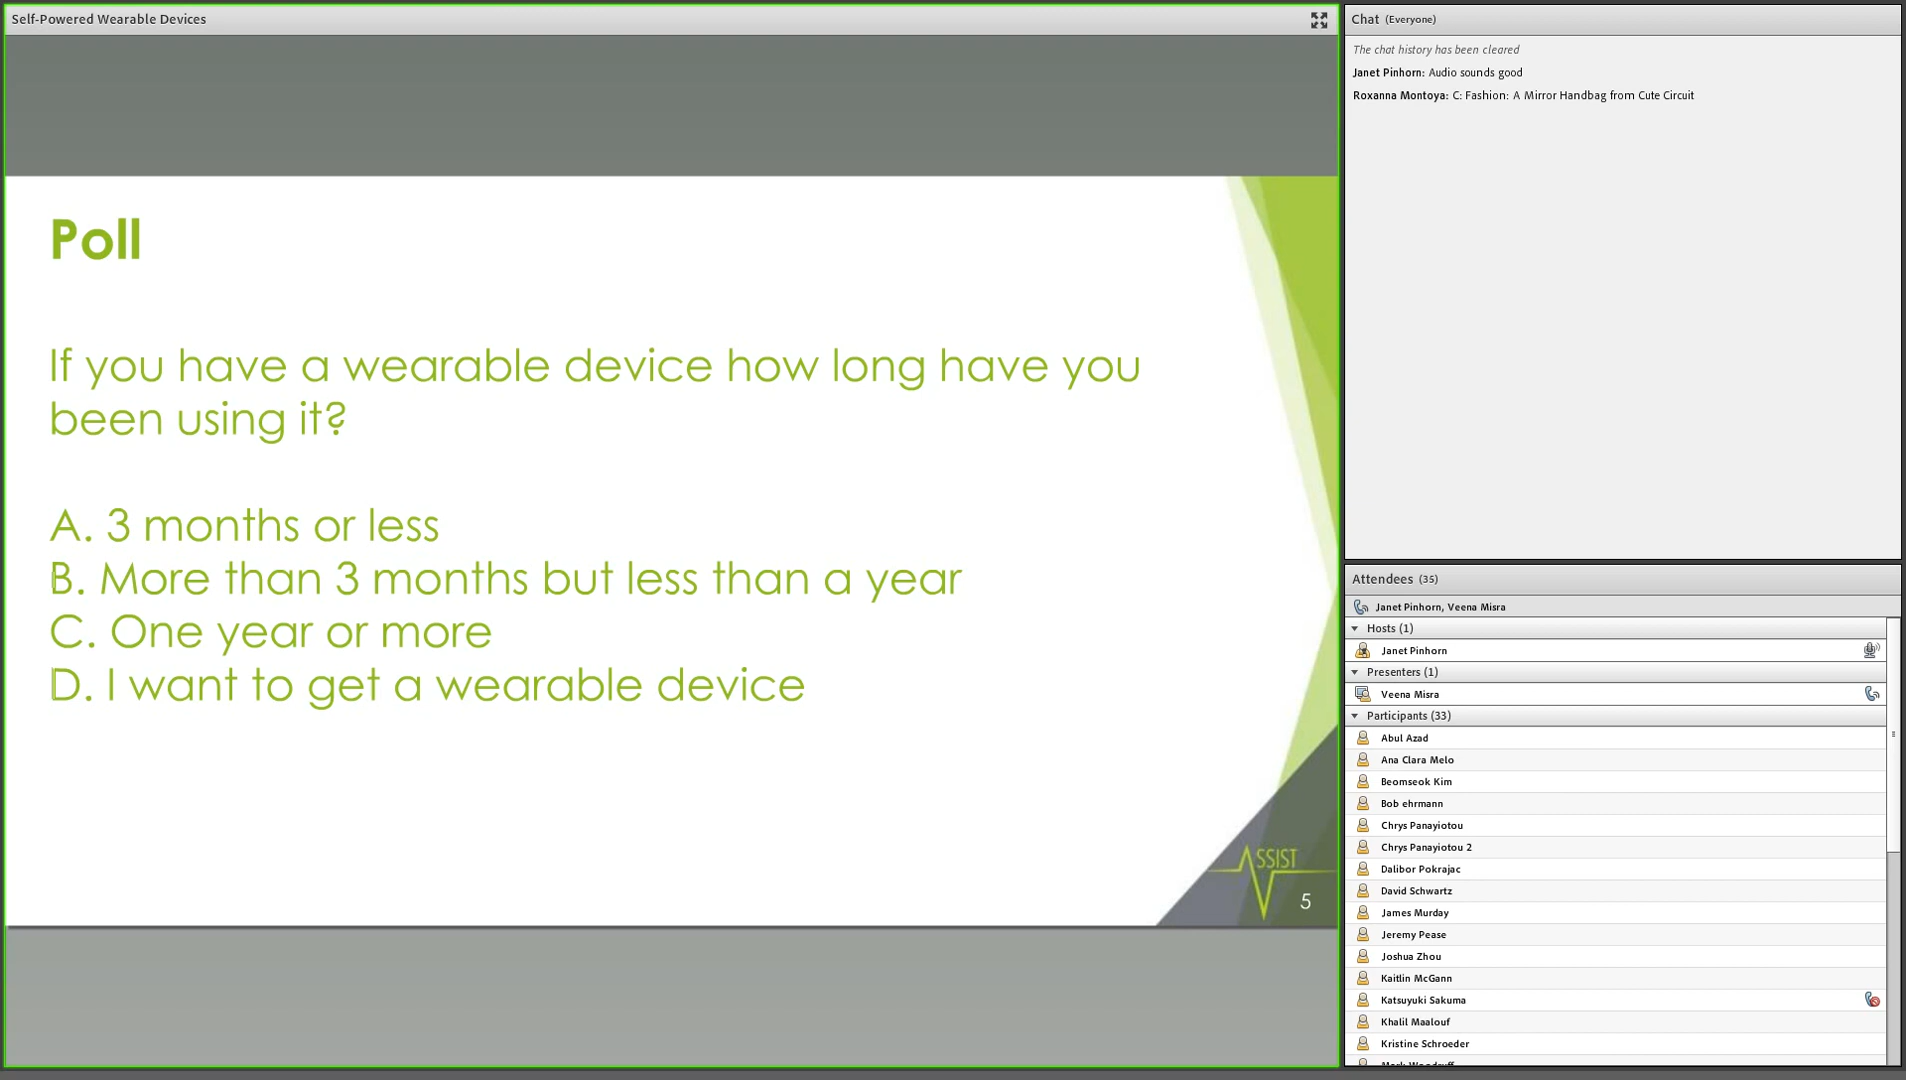 Self-Powered Wearable Devices
Poll
If you have a wearable device how long have you
been using it?
A. 3 months or less
B. More than 3 months but less than a year
C. One year or more
D. I want to get a wearable device
SSIST
5
Chat (Everyone)
The chat history has been cleared
Janet Pinhorn: Audio sounds good
Roxanna Montoya: C: Fashion: A Mirror Handbag from Cute Circuit
Attendees (35)
Janet Pinhorn, Veena Misra
Hosts (1)
Janet Pinhorn
Presenters (1)
Veena Misra
Participants (33)
Abul Azad
Ana Clara Melo
Beomseok Kim
Bob ehrmann
Chrys Panayiotou
Chrys Panayiotou 2
Dalibor Pokrajac
David Schwartz
James Murday
Jeremy Pease
Joshua Zhou
Kaitlin McGann
Katsuyuki Sakuma
Khalil Maalouf
Kristine Schroeder